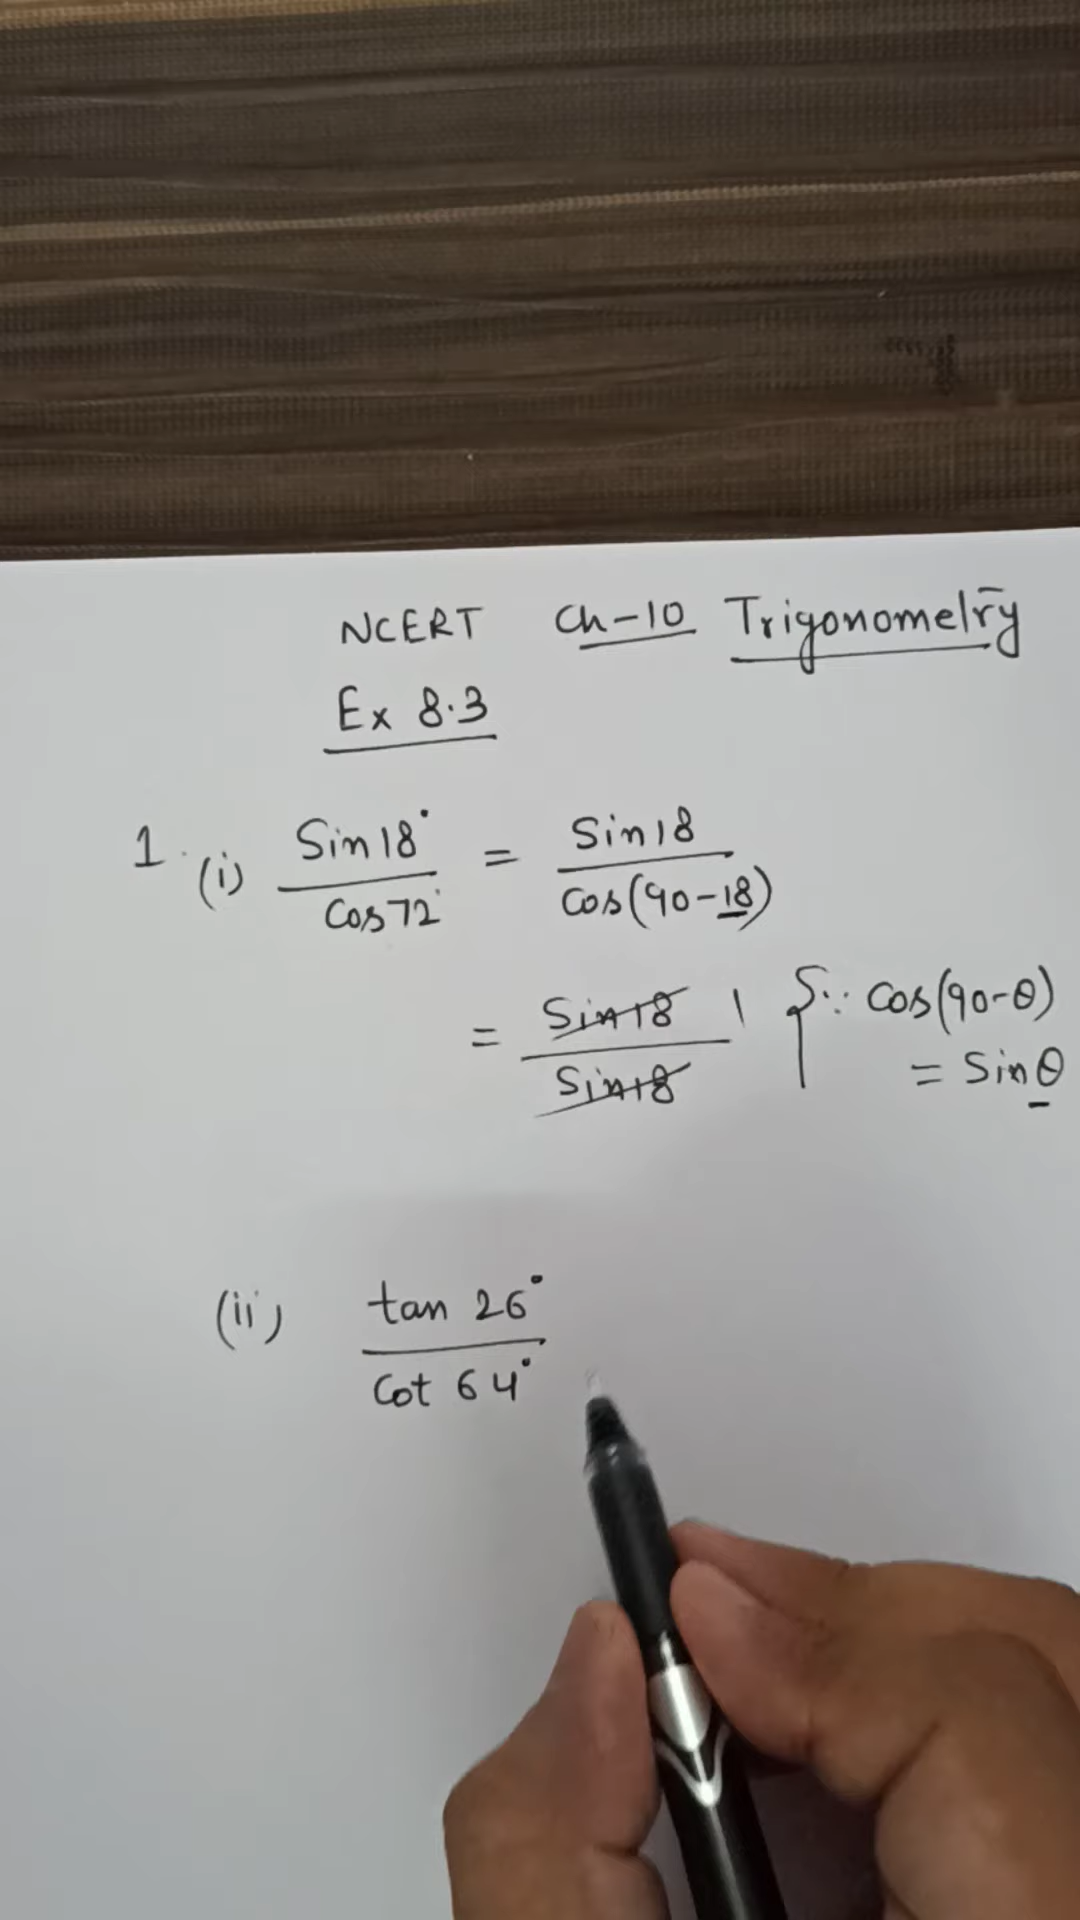 NCERT Ch-10 Trigonometry
Ex 8.3
1. (i) Sin18° / Cos72° = Sin18 / Cos(90-18)
= Sin18 / Sin18 1 {∵ Cos(90-θ)
= Sinθ
(ii) tan 26° / Cot 64°